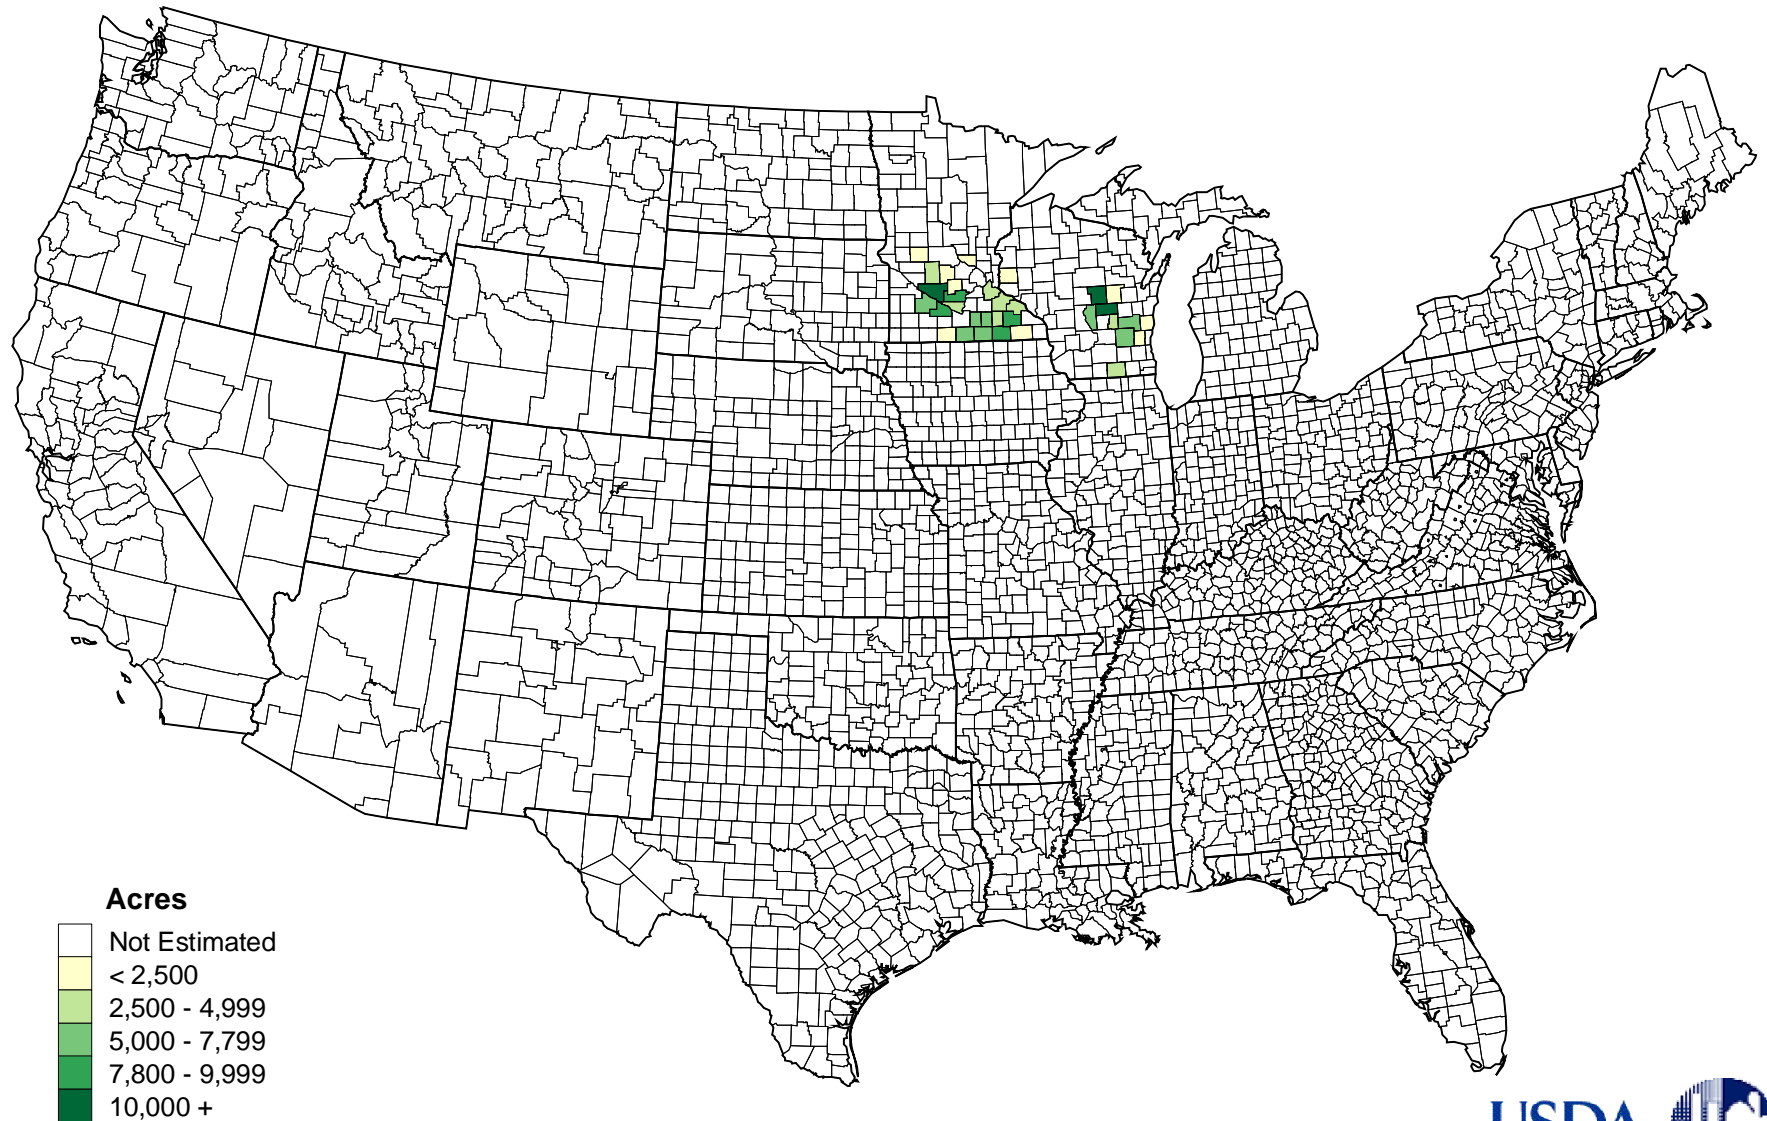 Acres
Not Estimated
< 2,500
2,500 - 4,999
5,000 - 7,799
7,800 - 9,999
10,000 +
USDA